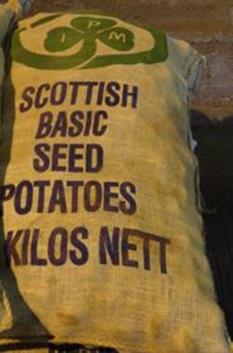 IPM
SCOTTISH
BASIC
SEED
POTATOES
KILOS NETT